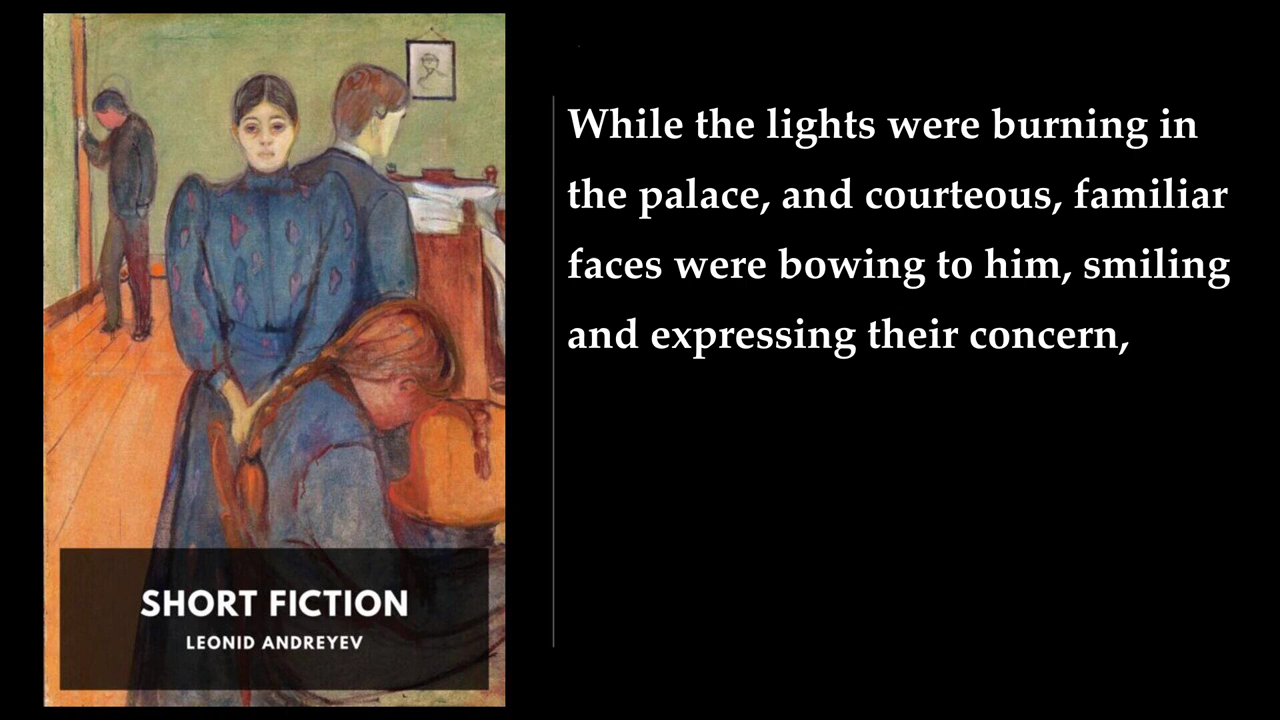 SHORT FICTION
LEONID ANDREYEV
While the lights were burning in
the palace, and courteous, familiar
faces were bowing to him, smiling
and expressing their concern,